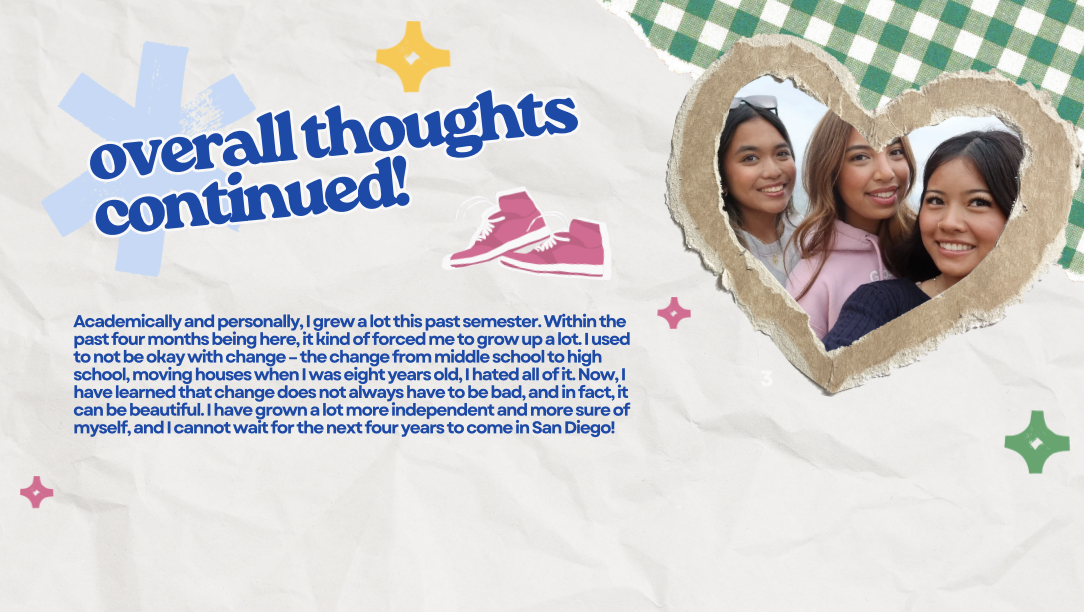 overall thoughts
continued!
Academically and personally, I grew a lot this past semester. Within the
past four months being here, it kind of forced me to grow up a lot. I used
to not be okay with change – the change from middle school to high
school, moving houses when I was eight years old, I hated all of it. Now, I
have learned that change does not always have to be bad, and in fact, it
can be beautiful. I have grown a lot more independent and more sure of
myself, and I cannot wait for the next four years to come in San Diego!
3